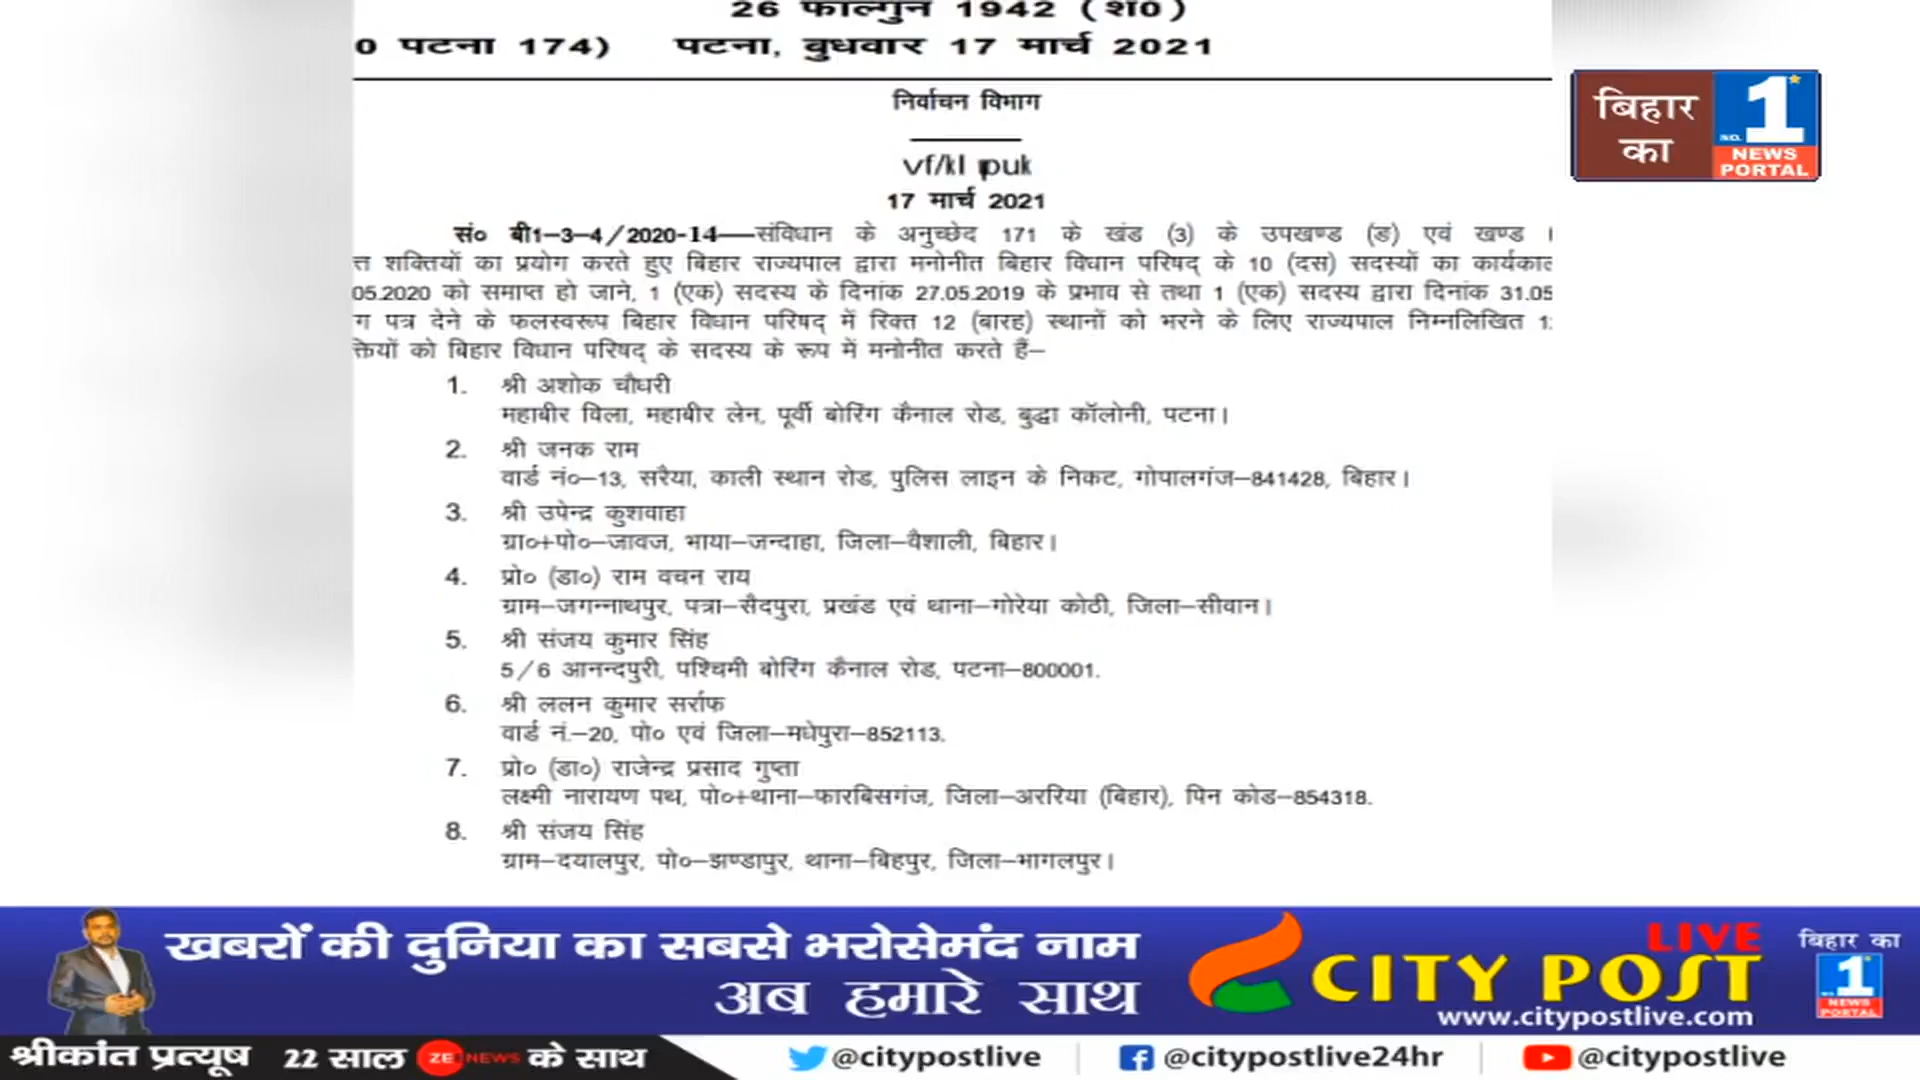 26 फाल्गुन 1942 (श0)
0 पटना 174) पटना, बुधवार 17 मार्च 2021
निर्वाचन विभाग
vf/kl puk
17 मार्च 2021
सं० बी1–3–4/2020-14—संविधान के अनुच्छेद 171 के खंड (3) के उपखण्ड (ङ) एवं खण्ड
त्त शक्तियों का प्रयोग करते हुए बिहार राज्यपाल द्वारा मनोनीत बिहार विधान परिषद् के 10 (दस) सदस्यों का कार्यकाल
05.2020 को समाप्त हो जाने, 1 (एक) सदस्य के दिनांक 27.05.2019 के प्रभाव से तथा 1 (एक) सदस्य द्वारा दिनांक 31.05
ग पत्र देने के फलस्वरूप बिहार विधान परिषद् में रिक्त 12 (बारह) स्थानों को भरने के लिए राज्यपाल निम्नलिखित 1
क्तियों को बिहार विधान परिषद् के सदस्य के रूप में मनोनीत करते हैं–
1. श्री अशोक चौधरी
महाबीर विला, महाबीर लेन, पूर्वी बोरिंग कैनाल रोड, बुद्धा कॉलोनी, पटना।
2. श्री जनक राम
वार्ड नं०–13, सरैया, काली स्थान रोड, पुलिस लाइन के निकट, गोपालगंज–841428, बिहार।
3. श्री उपेन्द्र कुशवाहा
ग्रा०+पो०–जावज, भाया–जन्दाहा, जिला–वैशाली, बिहार।
4. प्रो० (डा०) राम वचन राय
ग्राम–जगन्नाथपुर, पत्रा–सैदपुरा, प्रखंड एवं थाना–गोरेया कोठी, जिला–सीवान।
5. श्री संजय कुमार सिंह
5/6 आनन्दपुरी, पश्चिमी बोरिंग कैनाल रोड, पटना–800001.
6. श्री ललन कुमार सर्राफ
वार्ड नं.–20, पो० एवं जिला–मधेपुरा–852113.
7. प्रो० (डा०) राजेन्द्र प्रसाद गुप्ता
लक्ष्मी नारायण पथ, पो०+थाना–फारबिसगंज, जिला–अररिया (बिहार), पिन कोड–854318.
8. श्री संजय सिंह
ग्राम–दयालपुर, पो०–झण्डापुर, थाना–बिहपुर, जिला–भागलपुर।
बिहार का NO. 1 NEWS PORTAL
खबरों की दुनिया का सबसे भरोसेमंद नाम
अब हमारे साथ
LIVE
CITY POST
www.citypostlive.com
बिहार का
1
NEWS
PORTAL
श्रीकांत प्रत्यूष 22 साल ZEE NEWS के साथ
@citypostlive @citypostlive24hr @citypostlive